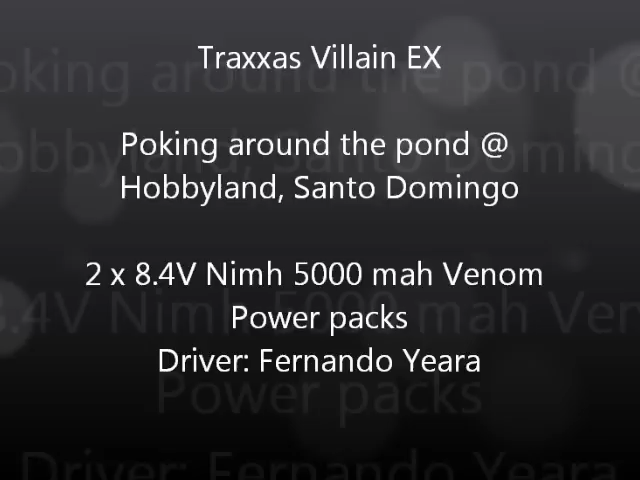 Traxxas Villain EX
Poking around the pond @
Hobbyland, Santo Domingo
2 x 8.4V Nimh 5000 mah Venom
Power packs
Driver: Fernando Yeara